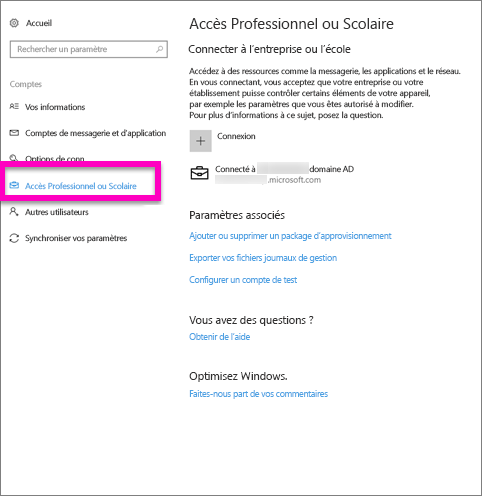 Accueil
Rechercher un paramètre
Comptes
Vos informations
Comptes de messagerie et d'application
Options de conn
Accès Professionnel ou Scolaire
Autres utilisateurs
Synchroniser vos paramètres
Accès Professionnel ou Scolaire
Connecter à l'entreprise ou l'école
Accédez à des ressources comme la messagerie, les applications et le réseau.
En vous connectant, vous acceptez que votre entreprise ou votre
établissement puisse contrôler certains éléments de votre appareil,
par exemple les paramètres que vous êtes autorisé à modifier.
Pour plus d'informations à ce sujet, posez la question.
Connexion
Connecté à domaine AD
.microsoft.com
Paramètres associés
Ajouter ou supprimer un package d'approvisionnement
Exporter vos fichiers journaux de gestion
Configurer un compte de test
Vous avez des questions ?
Obtenir de l'aide
Optimisez Windows.
Faites-nous part de vos commentaires